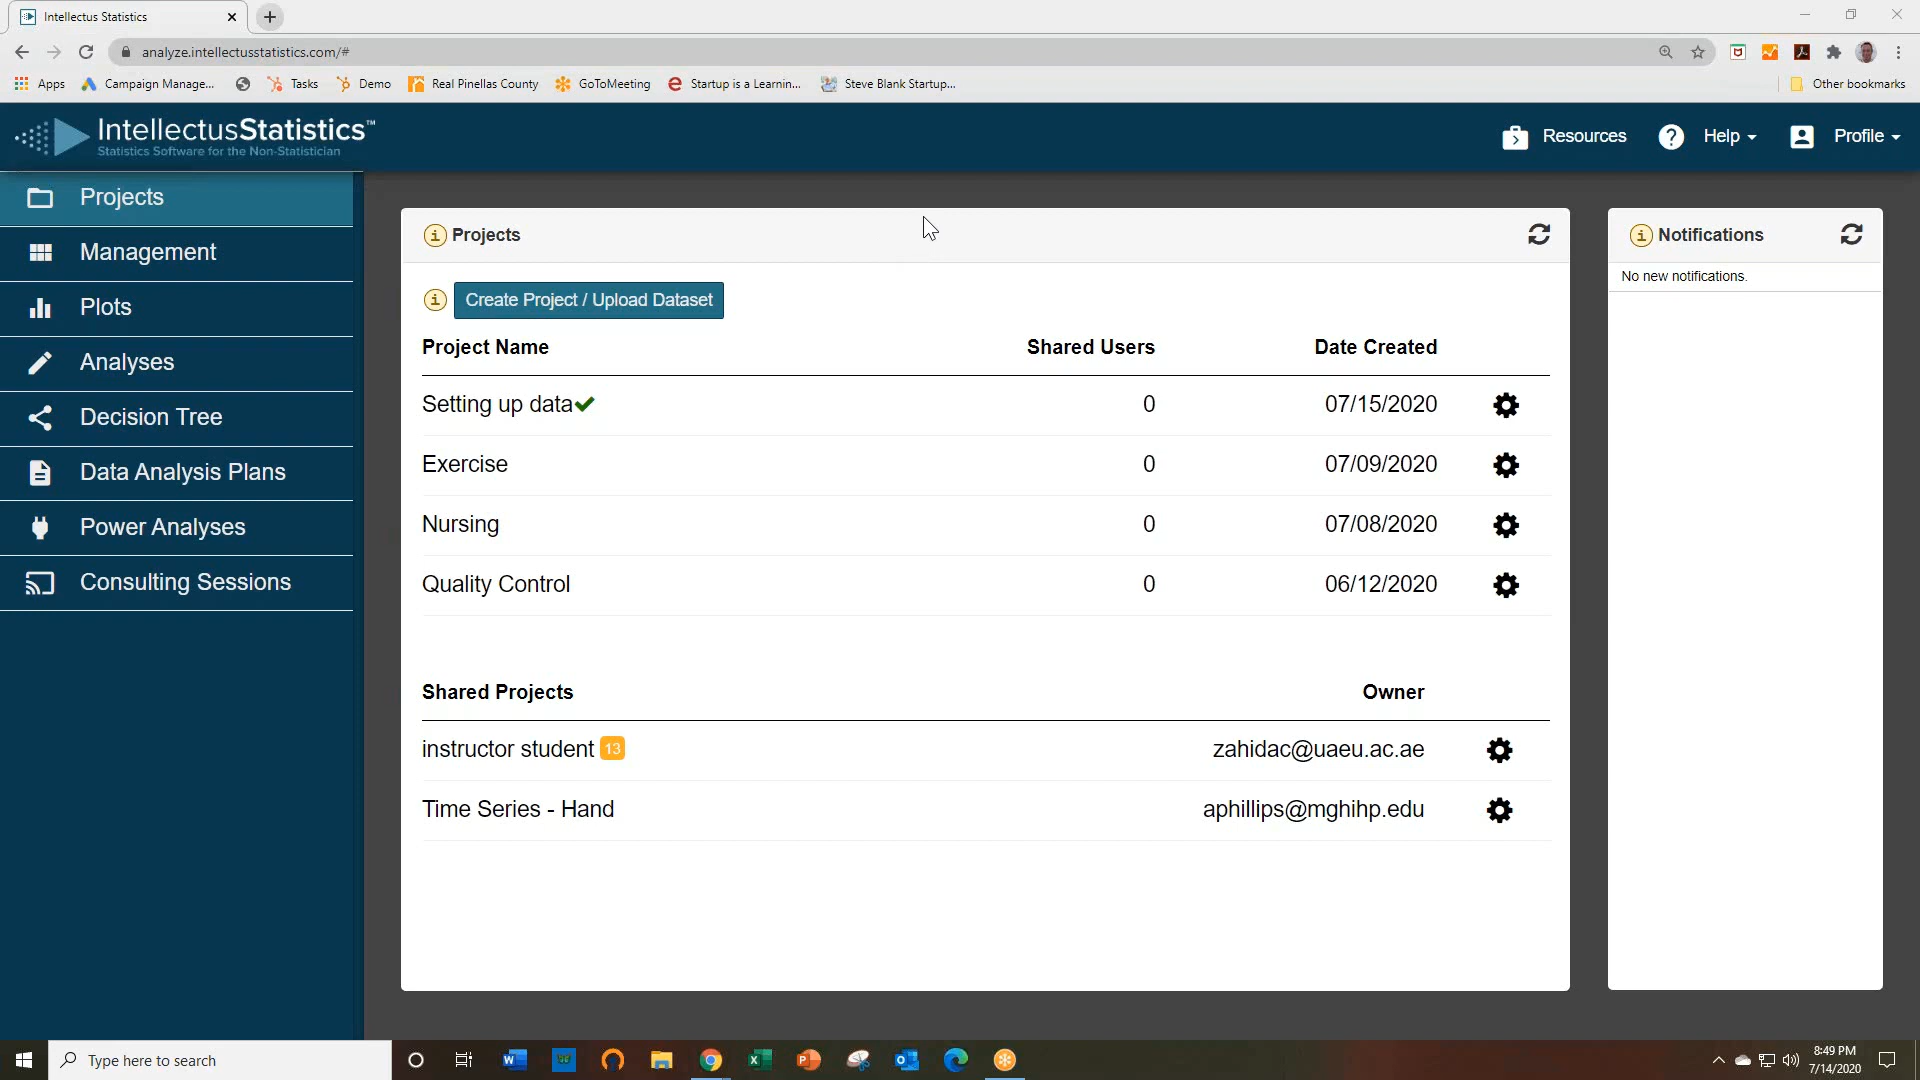 Intellectus Statistics
analyze.intellectusstatistics.com/#
Apps Campaign Manage... Tasks Demo Real Pinellas County GoToMeeting Startup is a Learnin... Steve Blank Startup... Other bookmarks
IntellectusStatistics™
Statistics Software for the Non-Statistician
Resources ? Help Profile
Projects
Management
Plots
Analyses
Decision Tree
Data Analysis Plans
Power Analyses
Consulting Sessions
i Projects
i Create Project / Upload Dataset
Project Name Shared Users Date Created
Setting up data 0 07/15/2020
Exercise 0 07/09/2020
Nursing 0 07/08/2020
Quality Control 0 06/12/2020
Shared Projects Owner
instructor student 13 zahidac@uaeu.ac.ae
Time Series - Hand aphillips@mghihp.edu
i Notifications
No new notifications.
Type here to search
8:49 PM
7/14/2020